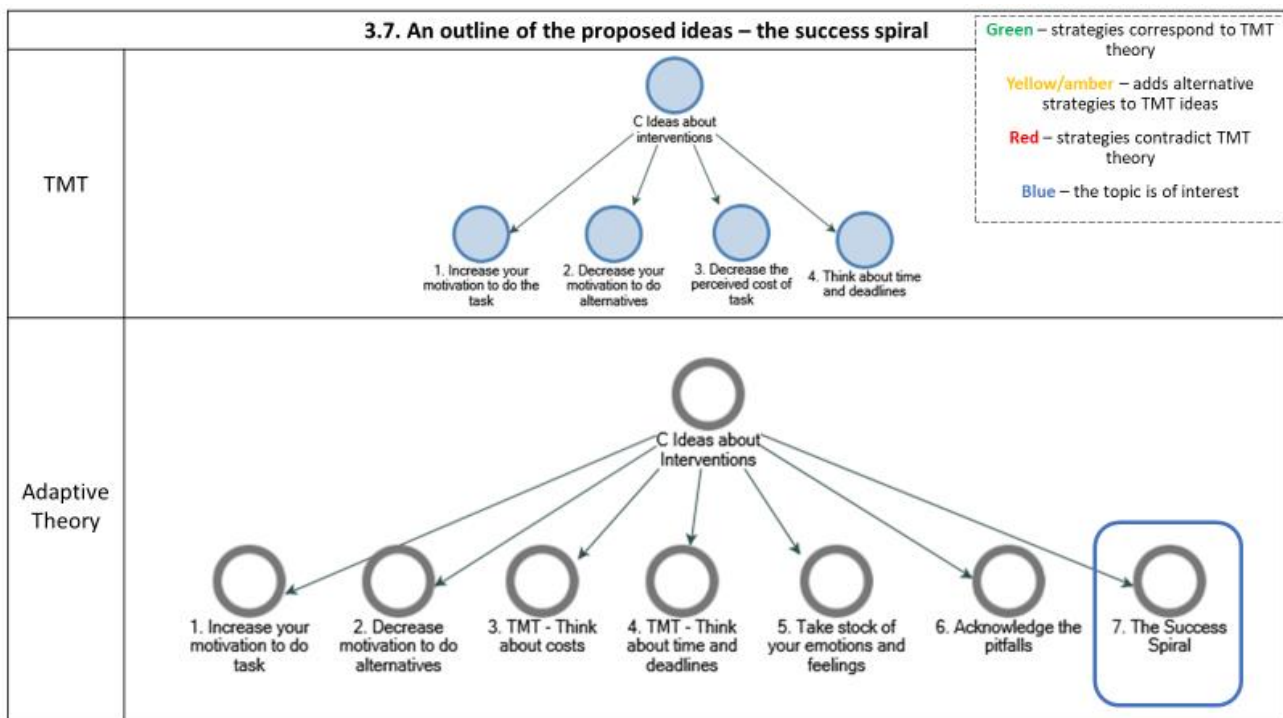 3.7. An outline of the proposed ideas – the success spiral
Green – strategies correspond to TMT
theory
Yellow/amber – adds alternative
strategies to TMT ideas
Red – strategies contradict TMT
theory
Blue – the topic is of interest
TMT
C Ideas about
interventions
1. Increase your
motivation to do the
task
2. Decrease your
motivation to do
alternatives
3. Decrease the
perceived cost of
task
4. Think about time
and deadlines
Adaptive
Theory
C Ideas about
Interventions
1. Increase your
motivation to do
task
2. Decrease
motivation to do
alternatives
3. TMT - Think
about costs
4. TMT - Think
about time and
deadlines
5. Take stock of
your emotions and
feelings
6. Acknowledge the
pitfalls
7. The Success
Spiral